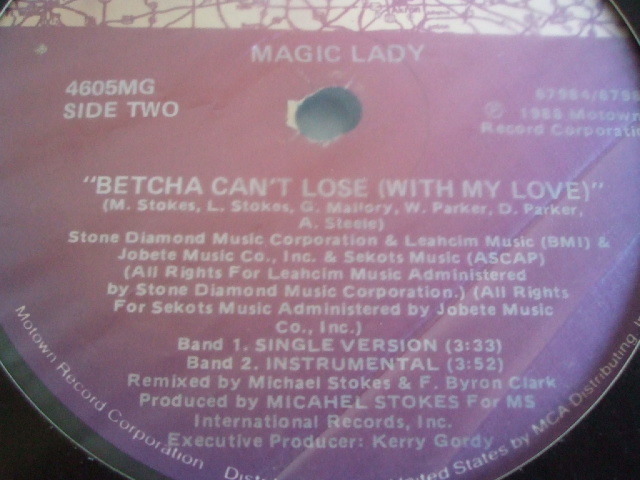 MAGIC LADY
4605MG
SIDE TWO
℗ 1988 Motown
Record Corporati
"BETCHA CAN'T LOSE (WITH MY LOVE)"
(M. Stokes, L. Stokes, G. Mallory, W. Parker, D. Parker,
A. Steele)
Stone Diamond Music Corporation & Leahcim Music (BMI) &
Jobete Music Co., Inc. & Sekots Music (ASCAP)
(All Rights For Leahcim Music Administered
by Stone Diamond Music Corporation.) (All Rights
For Sekots Music Administered by Jobete Music
Co., Inc.)
Band 1. SINGLE VERSION (3:33)
Band 2. INSTRUMENTAL (3:52)
Remixed by Michael Stokes & F. Byron Clark
Produced by MICAHEL STOKES For MS
International Records, Inc.
Executive Producer: Kerry Gordy
Motown Record Corporation
States by MCA Distributing